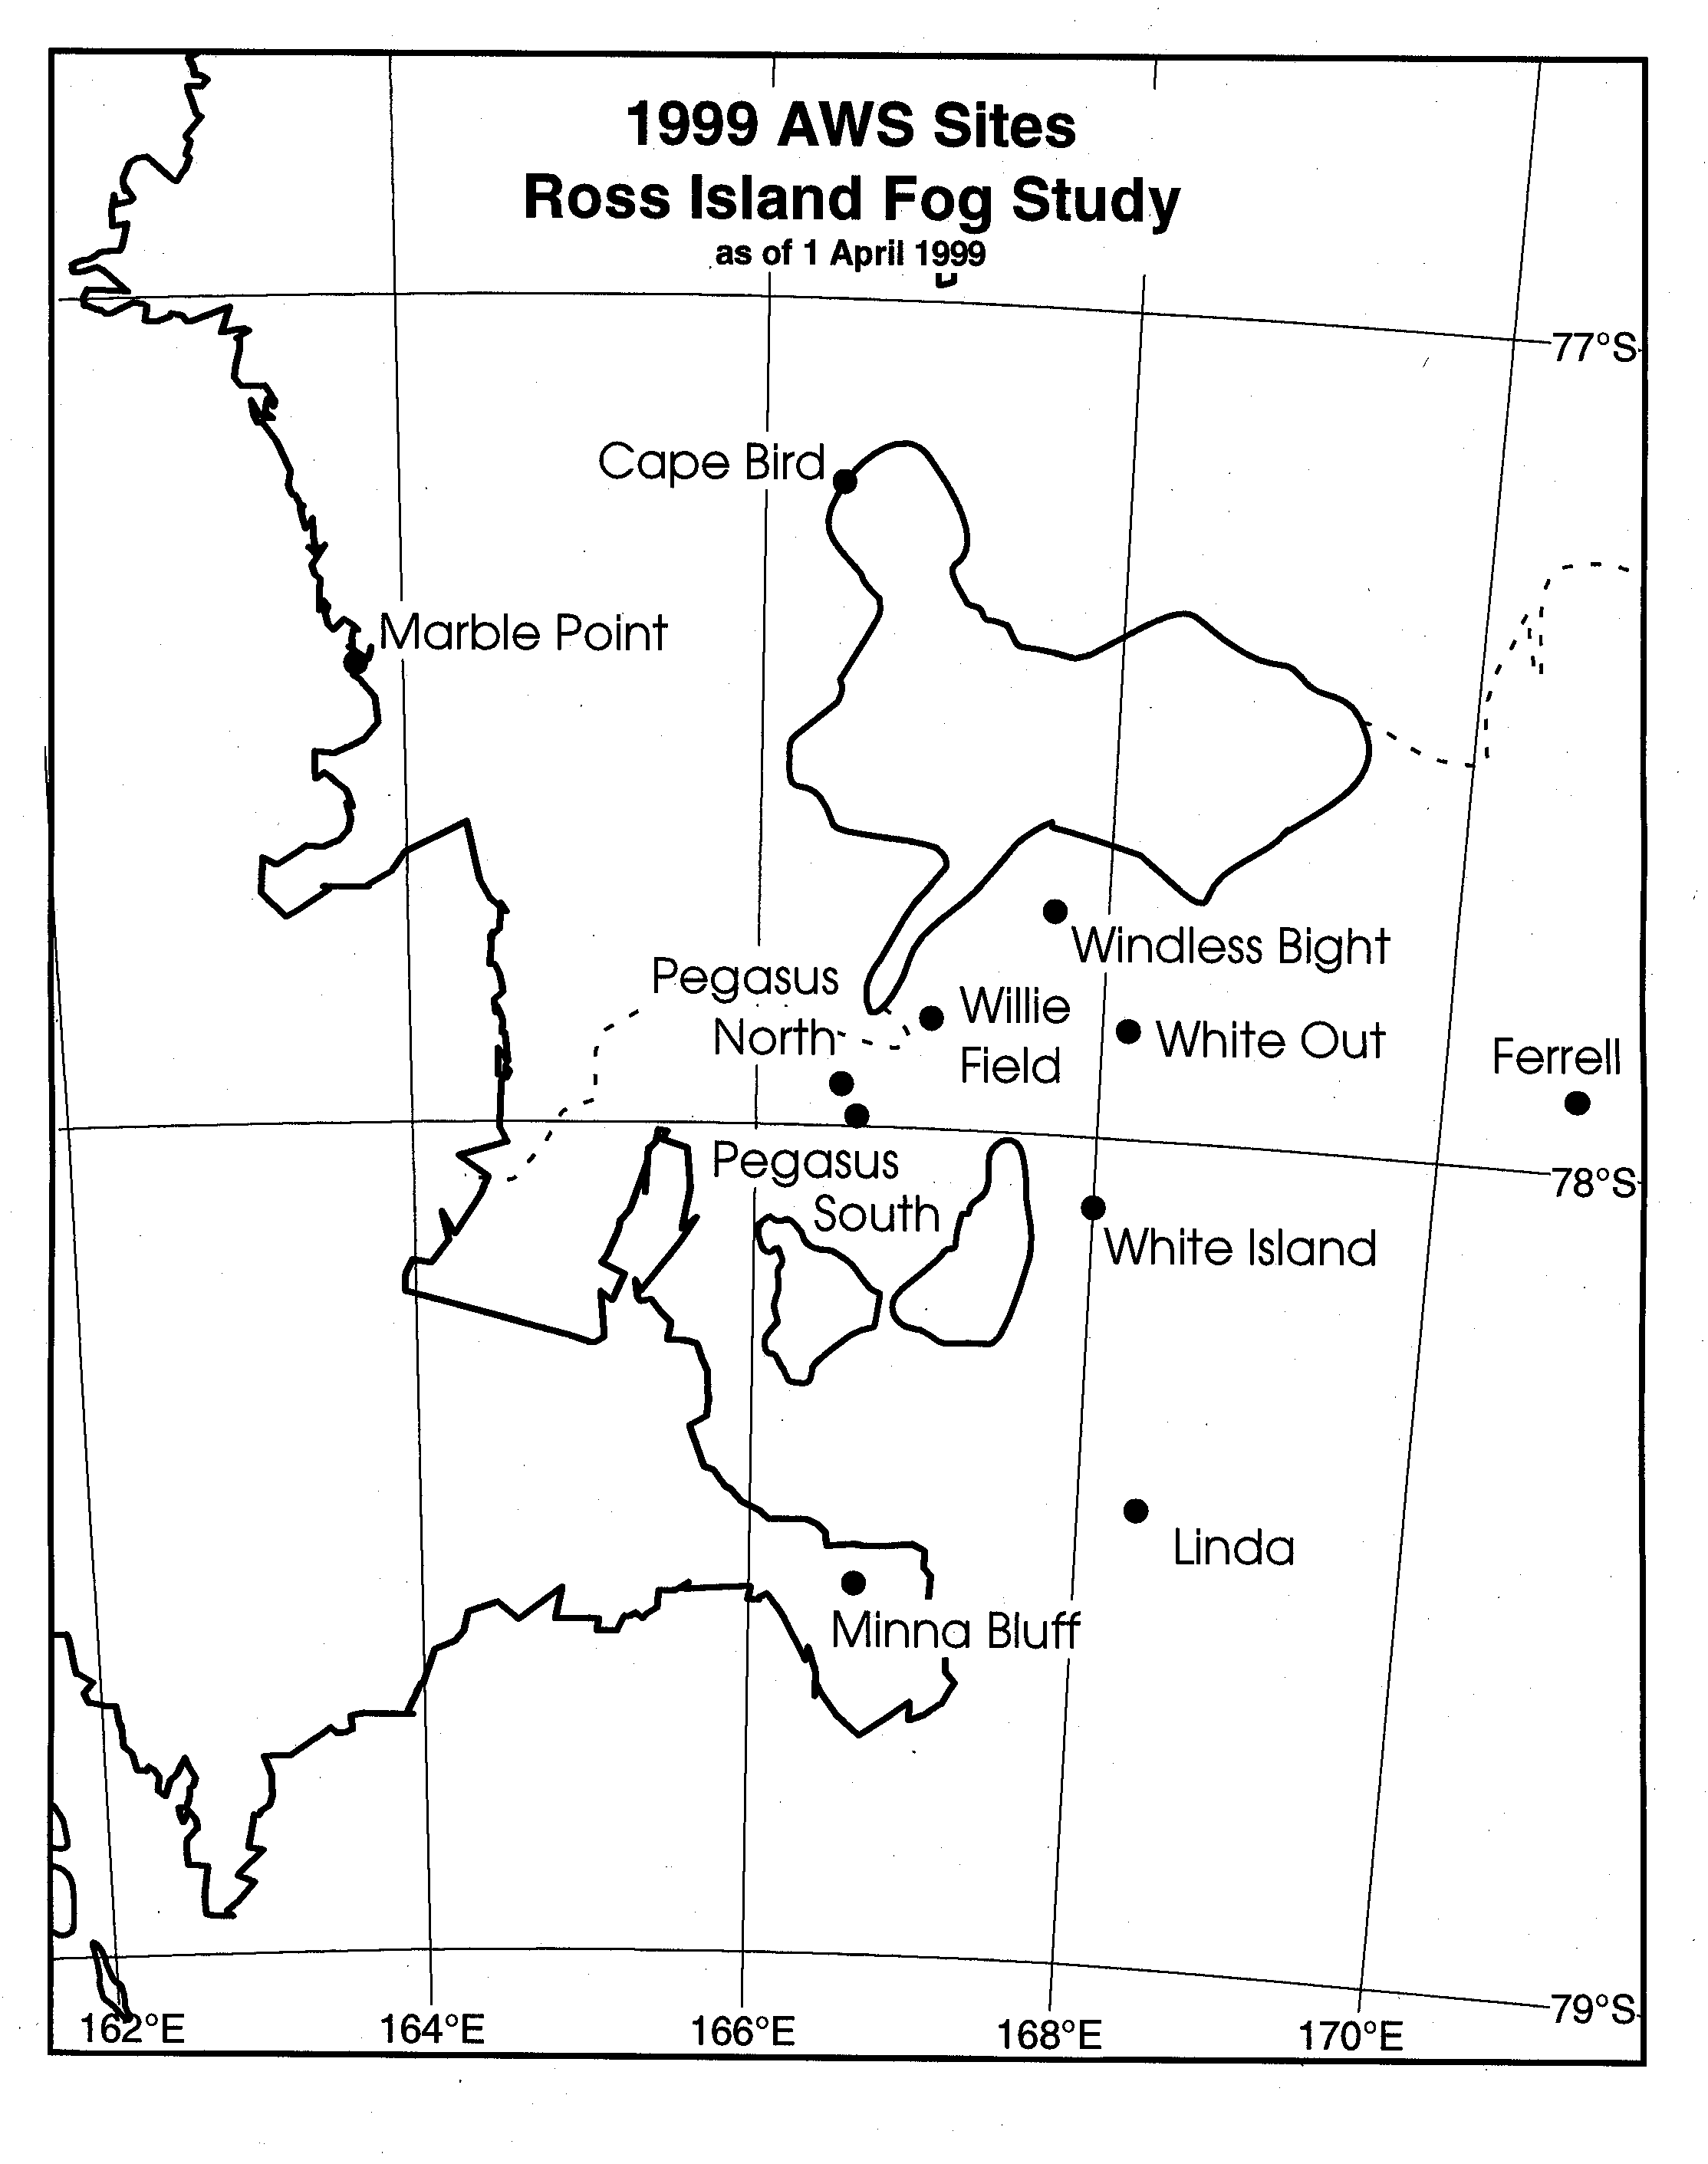 1999 AWS Sites
Ross Island Fog Study
as of 1 April 1999
77°S
Cape Bird
Marble Point
Windless Bight
Pegasus
North
Willie
Field
White Out
Ferrell
Pegasus
South
78°S
White Island
Linda
Minna Bluff
79°S
162°E
164°E
166°E
168°E
170°E